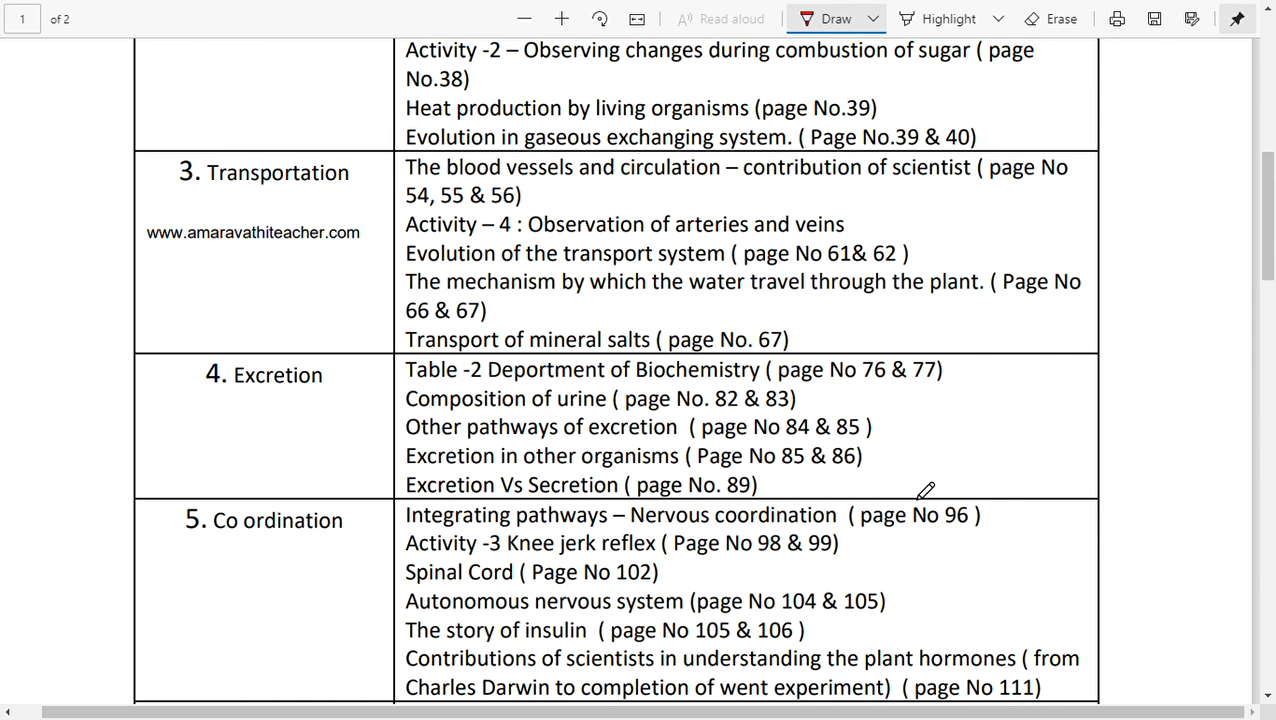 1 of 2 Read aloud Draw Highlight Erase
Activity -2 – Observing changes during combustion of sugar ( page
No.38)
Heat production by living organisms (page No.39)
Evolution in gaseous exchanging system. ( Page No.39 & 40)
3. Transportation
www.amaravathiteacher.com
The blood vessels and circulation – contribution of scientist ( page No
54, 55 & 56)
Activity – 4 : Observation of arteries and veins
Evolution of the transport system ( page No 61& 62 )
The mechanism by which the water travel through the plant. ( Page No
66 & 67)
Transport of mineral salts ( page No. 67)
4. Excretion
Table -2 Deportment of Biochemistry ( page No 76 & 77)
Composition of urine ( page No. 82 & 83)
Other pathways of excretion ( page No 84 & 85 )
Excretion in other organisms ( Page No 85 & 86)
Excretion Vs Secretion ( page No. 89)
5. Co ordination
Integrating pathways – Nervous coordination ( page No 96 )
Activity -3 Knee jerk reflex ( Page No 98 & 99)
Spinal Cord ( Page No 102)
Autonomous nervous system (page No 104 & 105)
The story of insulin ( page No 105 & 106 )
Contributions of scientists in understanding the plant hormones ( from
Charles Darwin to completion of went experiment) ( page No 111)